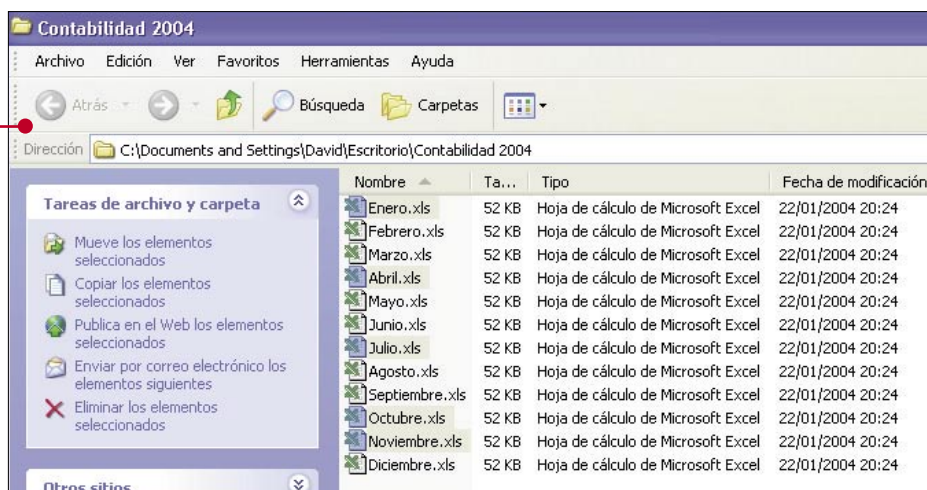 Contabilidad 2004
Archivo Edición Ver Favoritos Herramientas Ayuda
Atrás Búsqueda Carpetas
Dirección C:\Documents and Settings\David\Escritorio\Contabilidad 2004
Tareas de archivo y carpeta
Mueve los elementos
seleccionados
Copiar los elementos
seleccionados
Publica en el Web los elementos
seleccionados
Enviar por correo electrónico los
elementos siguientes
Eliminar los elementos
seleccionados
Otros sitios
Nombre Ta... Tipo Fecha de modificación
Enero.xls 52 KB Hoja de cálculo de Microsoft Excel 22/01/2004 20:24
Febrero.xls 52 KB Hoja de cálculo de Microsoft Excel 22/01/2004 20:24
Marzo.xls 52 KB Hoja de cálculo de Microsoft Excel 22/01/2004 20:24
Abril.xls 52 KB Hoja de cálculo de Microsoft Excel 22/01/2004 20:24
Mayo.xls 52 KB Hoja de cálculo de Microsoft Excel 22/01/2004 20:24
Junio.xls 52 KB Hoja de cálculo de Microsoft Excel 22/01/2004 20:24
Julio.xls 52 KB Hoja de cálculo de Microsoft Excel 22/01/2004 20:24
Agosto.xls 52 KB Hoja de cálculo de Microsoft Excel 22/01/2004 20:24
Septiembre.xls 52 KB Hoja de cálculo de Microsoft Excel 22/01/2004 20:24
Octubre.xls 52 KB Hoja de cálculo de Microsoft Excel 22/01/2004 20:24
Noviembre.xls 52 KB Hoja de cálculo de Microsoft Excel 22/01/2004 20:24
Diciembre.xls 52 KB Hoja de cálculo de Microsoft Excel 22/01/2004 20:24